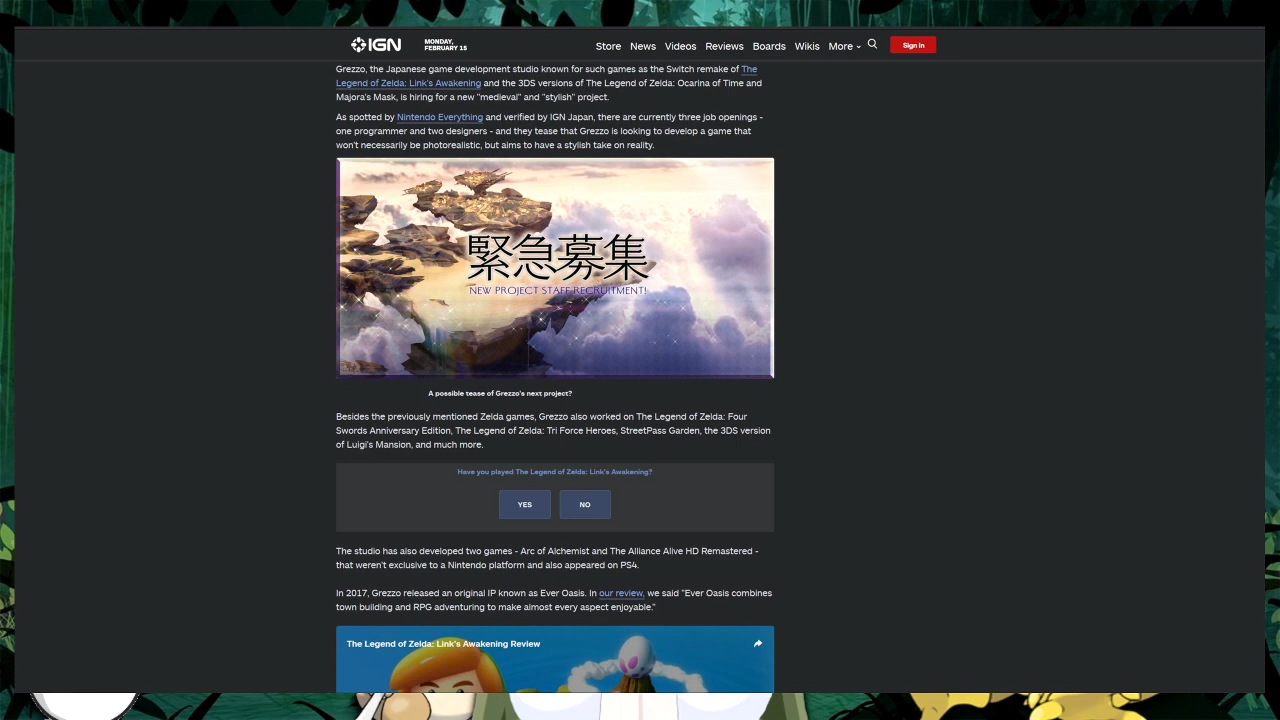 IGN
MONDAY,
FEBRUARY 15
Store News Videos Reviews Boards Wikis More
Sign In
Grezzo, the Japanese game development studio known for such games as the Switch remake of The
Legend of Zelda: Link's Awakening and the 3DS versions of The Legend of Zelda: Ocarina of Time and
Majora's Mask, is hiring for a new "medieval" and "stylish" project.
As spotted by Nintendo Everything and verified by IGN Japan, there are currently three job openings -
one programmer and two designers - and they tease that Grezzo is looking to develop a game that
won't necessarily be photorealistic, but aims to have a stylish take on reality.
緊急募集
NEW PROJECT STAFF RECRUITMENT!
A possible tease of Grezzo's next project?
Besides the previously mentioned Zelda games, Grezzo also worked on The Legend of Zelda: Four
Swords Anniversary Edition, The Legend of Zelda: Tri Force Heroes, StreetPass Garden, the 3DS version
of Luigi's Mansion, and much more.
Have you played The Legend of Zelda: Link's Awakening?
YES NO
The studio has also developed two games - Arc of Alchemist and The Alliance Alive HD Remastered -
that weren't exclusive to a Nintendo platform and also appeared on PS4.
In 2017, Grezzo released an original IP known as Ever Oasis. In our review, we said "Ever Oasis combines
town building and RPG adventuring to make almost every aspect enjoyable."
The Legend of Zelda: Link's Awakening Review